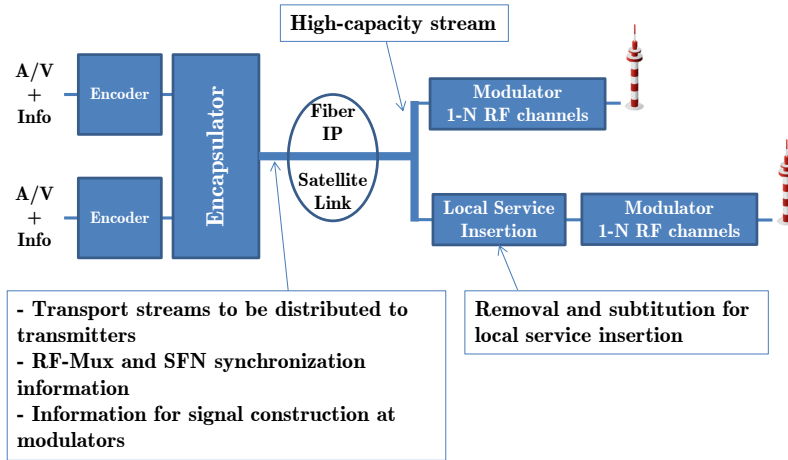 High-capacity stream
A/V
+
Info
Encoder
Encapsulator
Fiber
IP
Satellite
Link
Modulator
1-N RF channels
A/V
+
Info
Encoder
Local Service
Insertion
Modulator
1-N RF channels
- Transport streams to be distributed to
transmitters
- RF-Mux and SFN synchronization
information
- Information for signal construction at
modulators
Removal and subtitution for
local service insertion